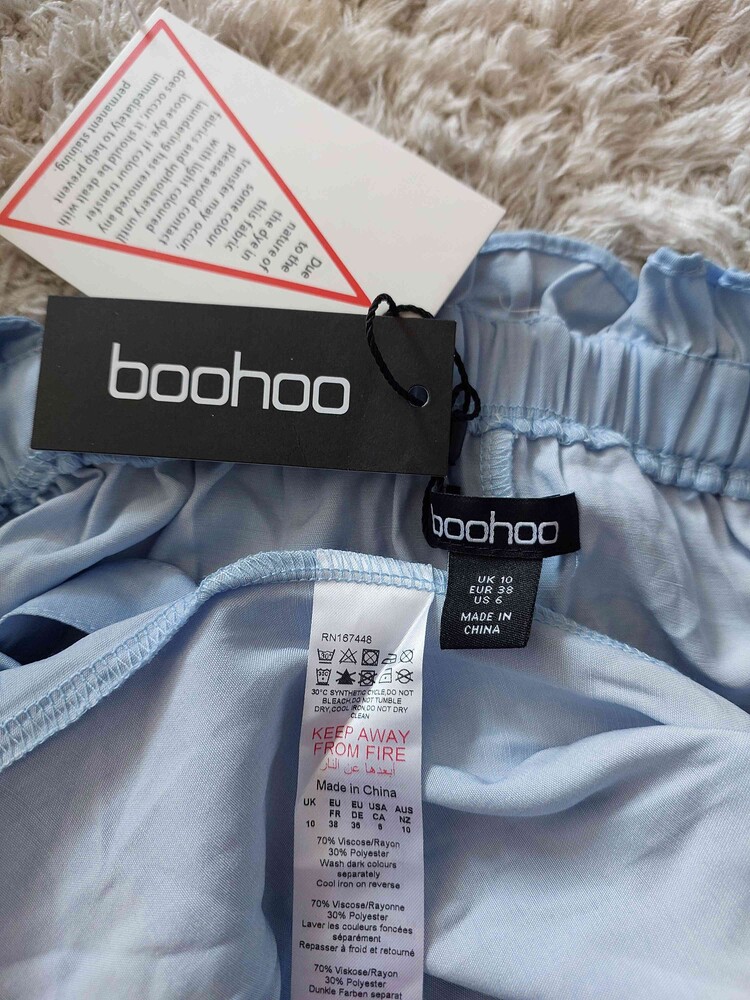 Due
to the
nature of
the dye in
this fabric
some colour
transfer may occur,
please avoid contact
with light coloured
fabrics and upholstery until
laundering has removed any
loose dye. If colour transfer
does occur, it should be dealt with
immediately to help prevent
permanent staining.
boohoo
boohoo
UK 10
EUR 38
US 6
MADE IN
CHINA
RN167448
30°C SYNTHETIC CYCLE,DO NOT
BLEACH,DO NOT TUMBLE
DRY,COOL IRON,DO NOT DRY
CLEAN
KEEP AWAY
FROM FIRE
أبعدها عن النار
Made in China
UK EU EU USA AUS
FR DE CA NZ
10 38 36 6 10
70% Viscose/Rayon
30% Polyester
Wash dark colours
separately
Cool iron on reverse
70% Viscose/Rayonne
30% Polyester
Laver les couleurs foncées
séparément
Repasser à froid et retourné
70% Viskose/Rayon
30% Polyester
Dunkle Farben separat